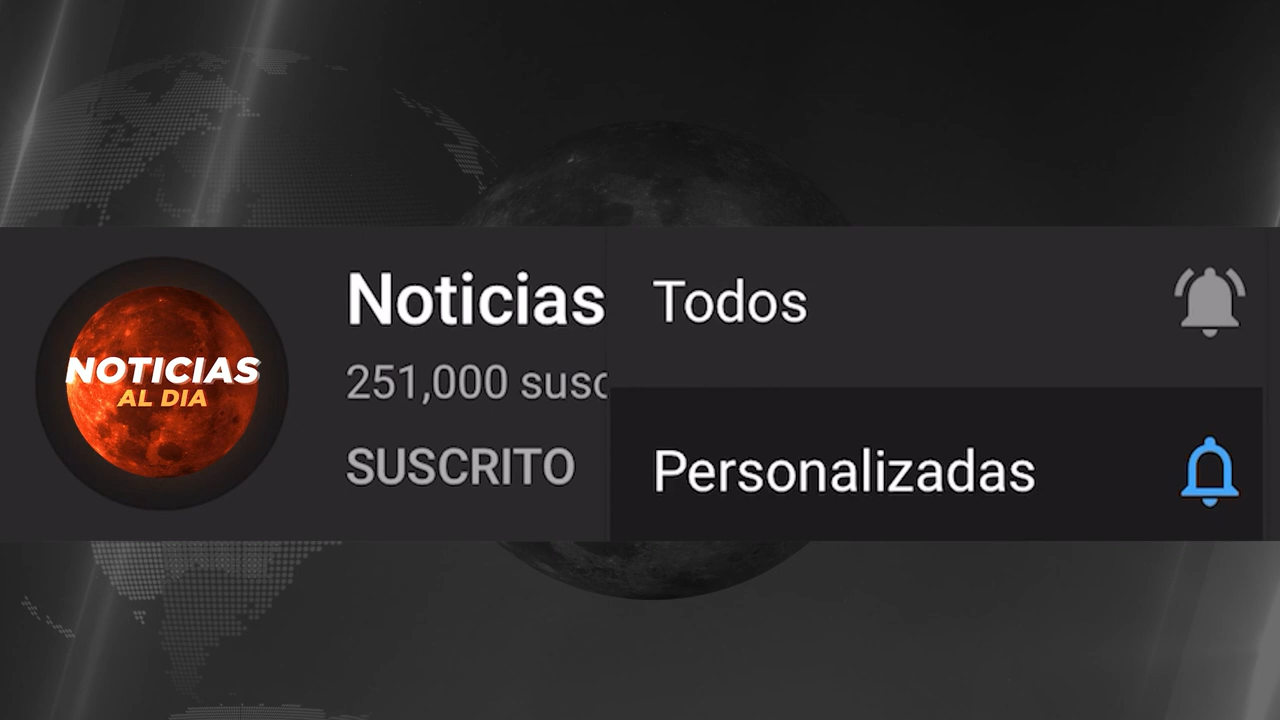 NOTICIAS
AL DIA
Noticias
251,000 susc
SUSCRITO
Todos
Personalizadas